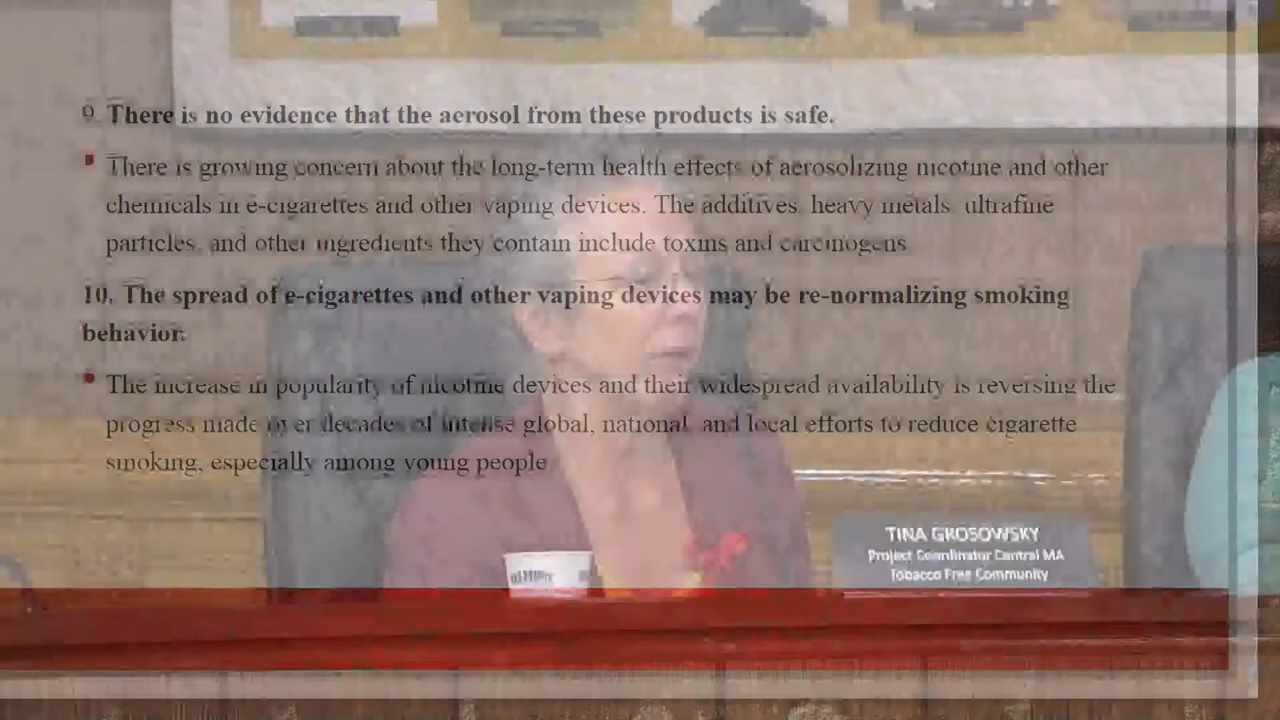 9. There is no evidence that the aerosol from these products is safe.
There is growing concern about the long-term health effects of aerosolizing nicotine and other
chemicals in e-cigarettes and other vaping devices. The additives, heavy metals, ultrafine
particles, and other ingredients they contain include toxins and carcinogens
10. The spread of e-cigarettes and other vaping devices may be re-normalizing smoking
behavior.
The increase in popularity of nicotine devices and their widespread availability is reversing the
progress made over decades of intense global, national, and local efforts to reduce cigarette
smoking, especially among young people
TINA GROSOWSKY
Project Coordinator Central MA
Tobacco Free Community